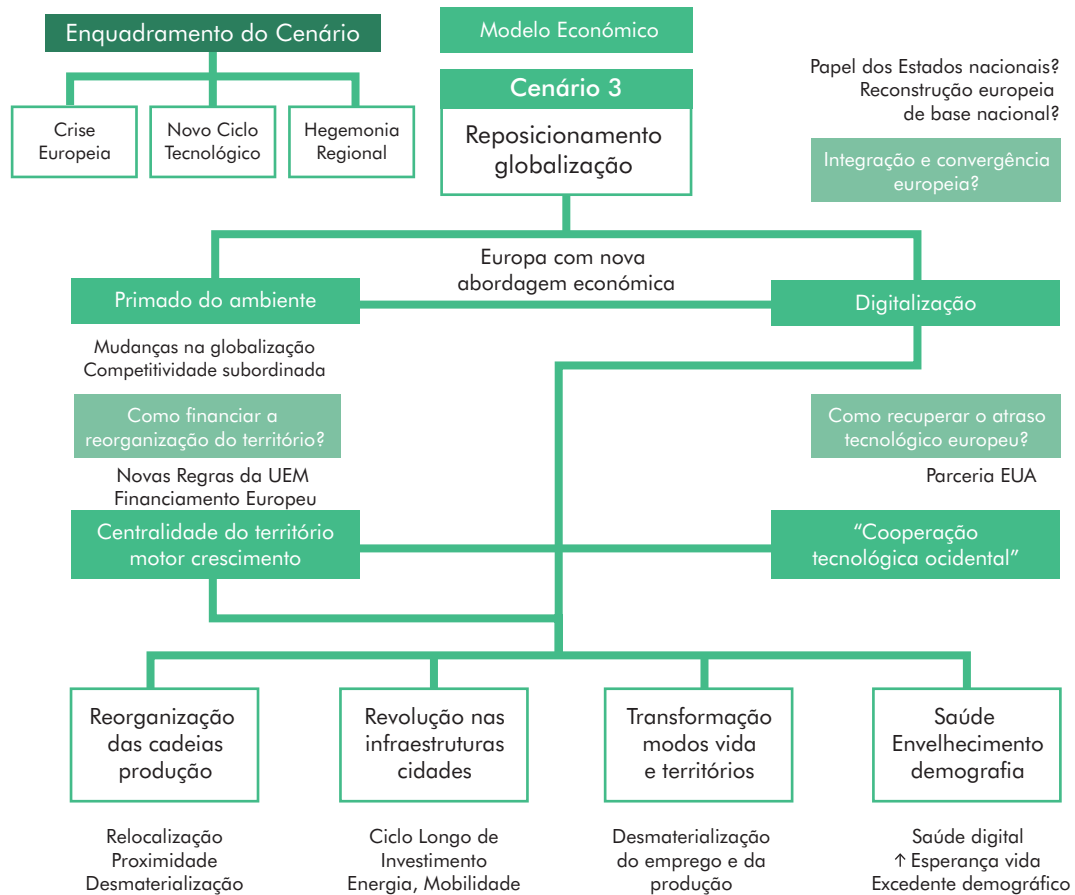 Enquadramento do Cenário
Crise
Europeia
Novo Ciclo
Tecnológico
Hegemonia
Regional
Modelo Económico
Cenário 3
Reposicionamento
globalização
Papel dos Estados nacionais?
Reconstrução europeia
de base nacional?
Integração e convergência
europeia?
Europa com nova
abordagem económica
Primado do ambiente
Digitalização
Mudanças na globalização
Competitividade subordinada
Como financiar a
reorganização do território?
Novas Regras da UEM
Financiamento Europeu
Como recuperar o atraso
tecnológico europeu?
Parceria EUA
Centralidade do território
motor crescimento
“Cooperação
tecnológica ocidental”
Reorganização
das cadeias
produção
Revolução nas
infraestruturas
cidades
Transformação
modos vida
e territórios
Saúde
Envelhecimento
demografia
Relocalização
Proximidade
Desmaterialização
Ciclo Longo de
Investimento
Energia, Mobilidade
Desmaterialização
do emprego e da
produção
Saúde digital
↑ Esperança vida
Excedente demográfico